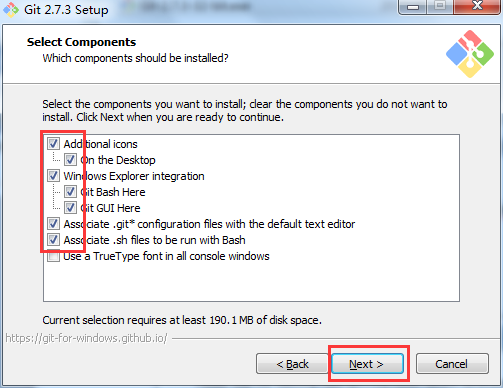 Git 2.7.3 Setup
Select Components
Which components should be installed?
Select the components you want to install; clear the components you do not want to
install. Click Next when you are ready to continue.
Additional icons
On the Desktop
Windows Explorer integration
Git Bash Here
Git GUI Here
Associate .git* configuration files with the default text editor
Associate .sh files to be run with Bash
Use a TrueType font in all console windows
Current selection requires at least 190.1 MB of disk space.
https://git-for-windows.github.io/
< Back
Next >
Cancel